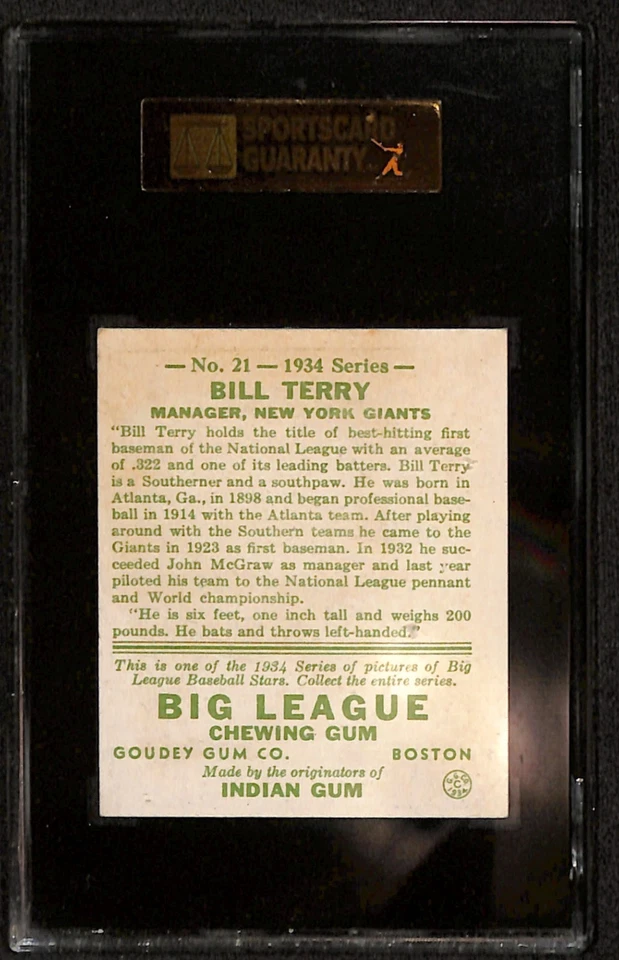 SPORTSCARD
GUARANTY
— No. 21 — 1934 Series —
BILL TERRY
MANAGER, NEW YORK GIANTS
"Bill Terry holds the title of best-hitting first
baseman of the National League with an average
of .322 and one of its leading batters. Bill Terry
is a Southerner and a southpaw. He was born in
Atlanta, Ga., in 1898 and began professional base-
ball in 1914 with the Atlanta team. After playing
around with the Southern teams he came to the
Giants in 1923 as first baseman. In 1932 he suc-
ceeded John McGraw as manager and last year
piloted his team to the National League pennant
and World championship.
"He is six feet, one inch tall and weighs 200
pounds. He bats and throws left-handed."
This is one of the 1934 Series of pictures of Big
League Baseball Stars. Collect the entire series.
BIG LEAGUE
CHEWING GUM
GOUDEY GUM CO. BOSTON
Made by the originators of
INDIAN GUM